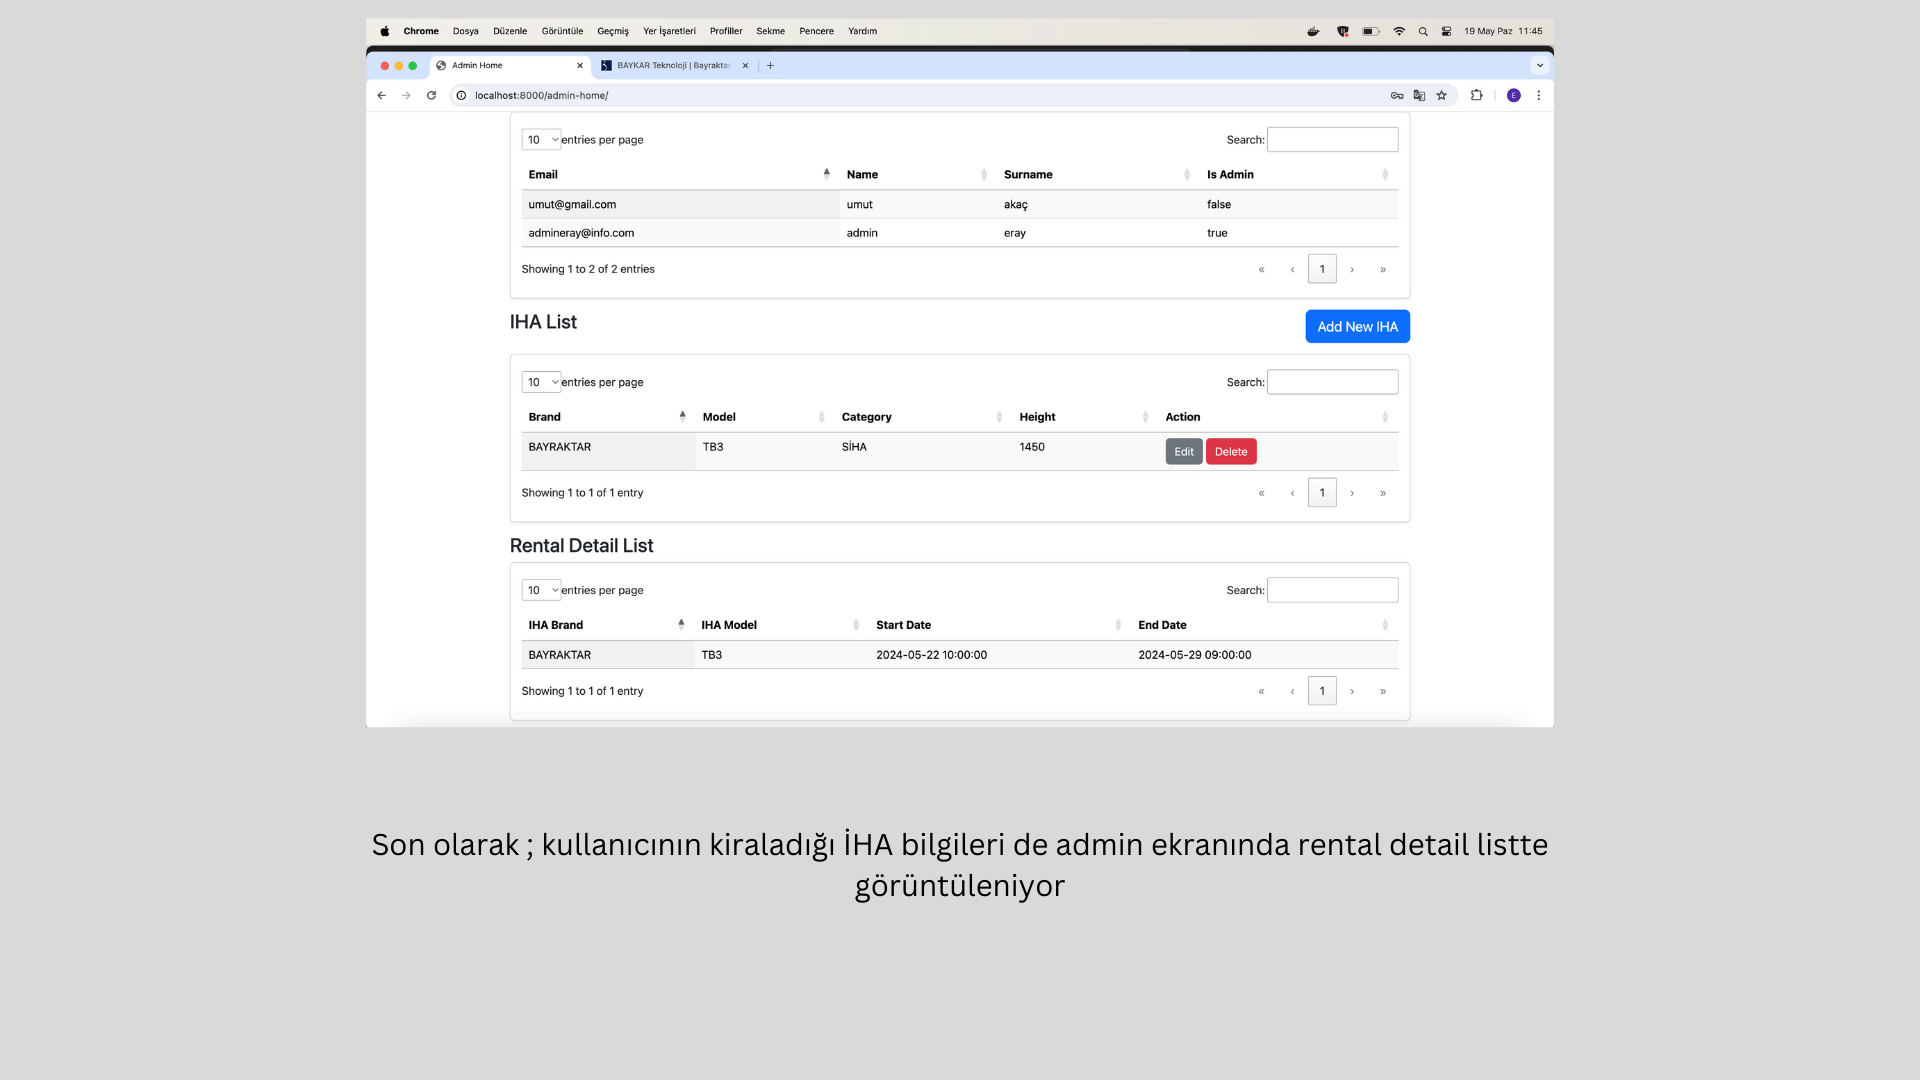 Chrome Dosya Düzenle Görüntüle Geçmiş Yer İşaretleri Profiller Sekme Pencere Yardım 19 May Paz 11:45
Admin Home BAYKAR Teknoloji | Bayraktar
localhost:8000/admin-home/ E
10 entries per page Search:
Email Name Surname Is Admin
umut@gmail.com umut akaç false
admineray@info.com admin eray true
Showing 1 to 2 of 2 entries « ‹ 1 › »
IHA List Add New IHA
10 entries per page Search:
Brand Model Category Height Action
BAYRAKTAR TB3 SİHA 1450 Edit Delete
Showing 1 to 1 of 1 entry « ‹ 1 › »
Rental Detail List
10 entries per page Search:
IHA Brand IHA Model Start Date End Date
BAYRAKTAR TB3 2024-05-22 10:00:00 2024-05-29 09:00:00
Showing 1 to 1 of 1 entry « ‹ 1 › »
Son olarak ; kullanıcının kiraladığı İHA bilgileri de admin ekranında rental detail listte
görüntüleniyor